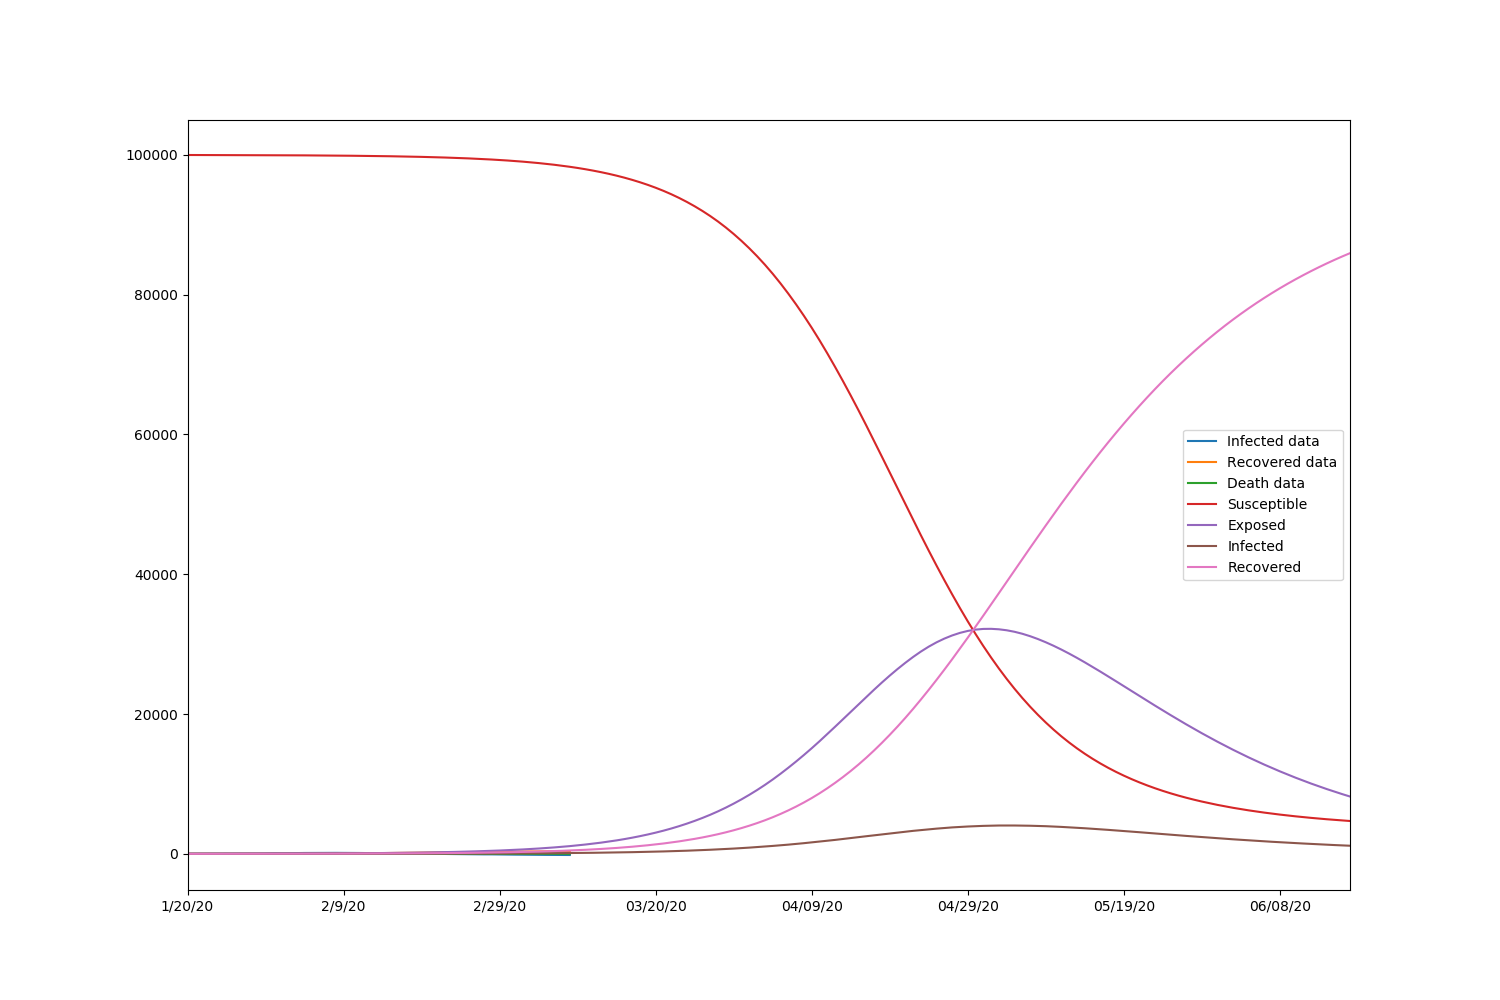 100000
80000
60000
40000
20000
0
1/20/20
2/9/20
2/29/20
03/20/20
04/09/20
04/29/20
05/19/20
06/08/20
Infected data
Recovered data
Death data
Susceptible
Exposed
Infected
Recovered